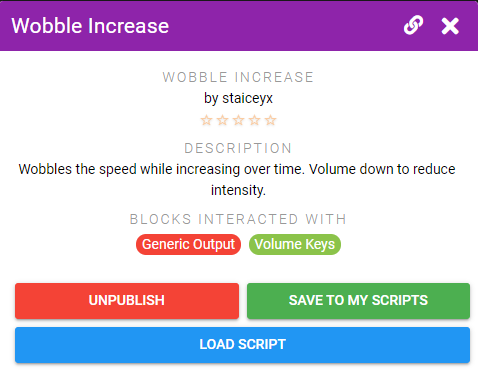 Wobble Increase
WOBBLE INCREASE
by staiceyx
DESCRIPTION
Wobbles the speed while increasing over time. Volume down to reduce
intensity.
BLOCKS INTERACTED WITH
Generic Output Volume Keys
UNPUBLISH SAVE TO MY SCRIPTS
LOAD SCRIPT